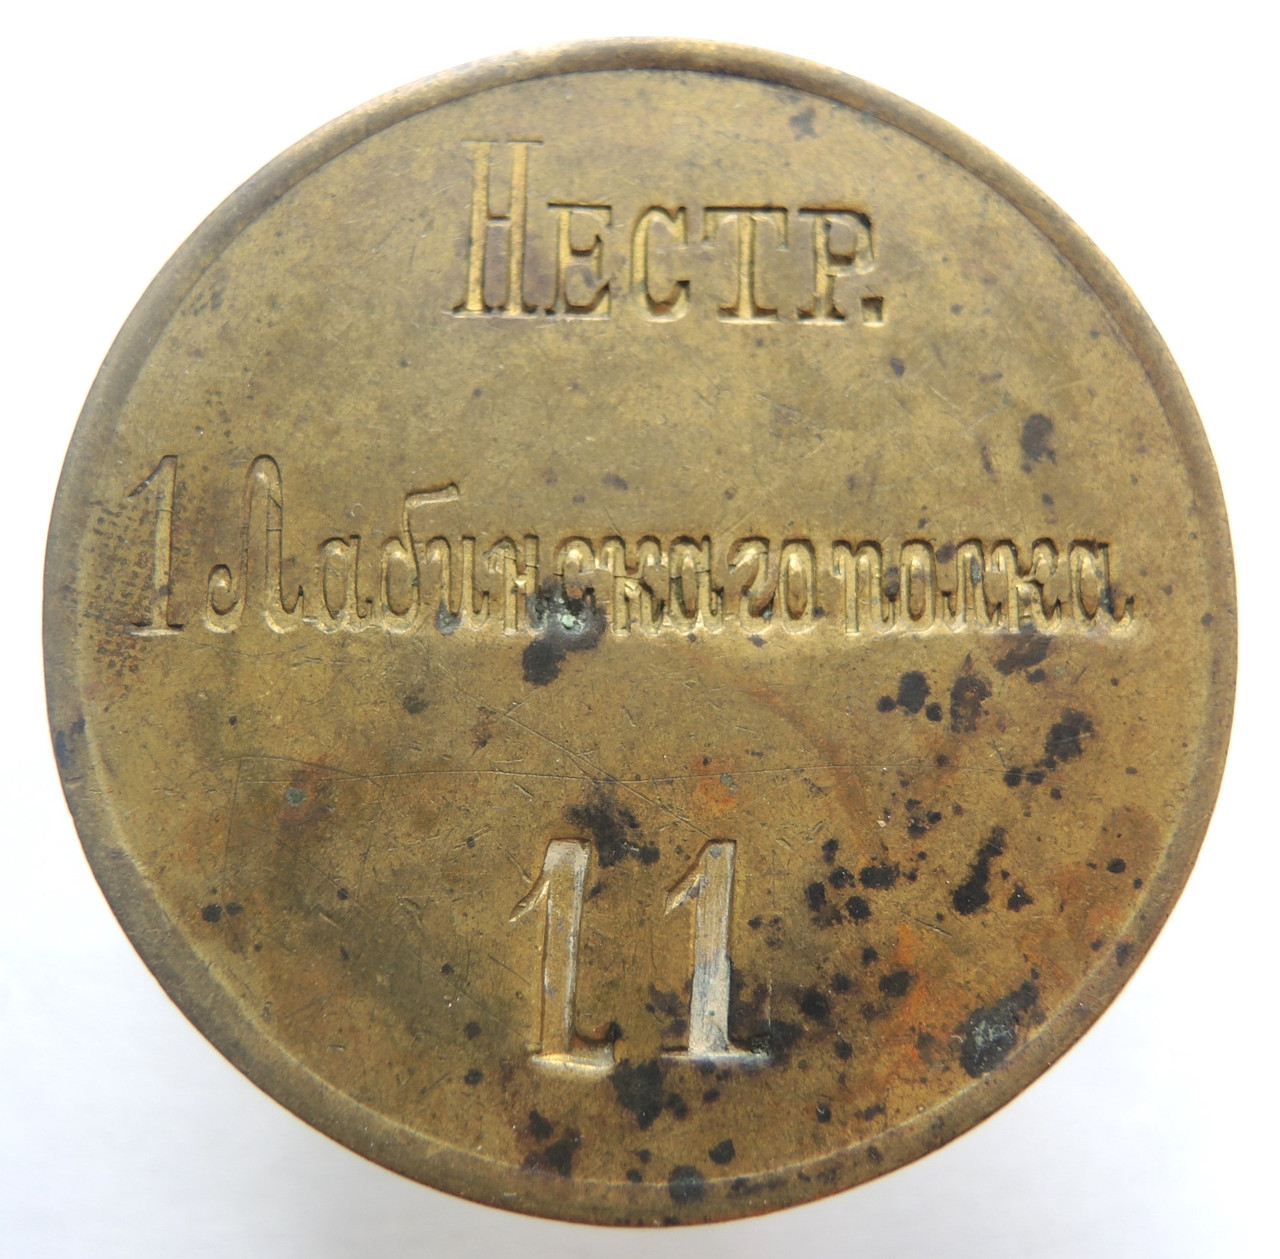 Нестр.
1 Лабинскаго полка
11